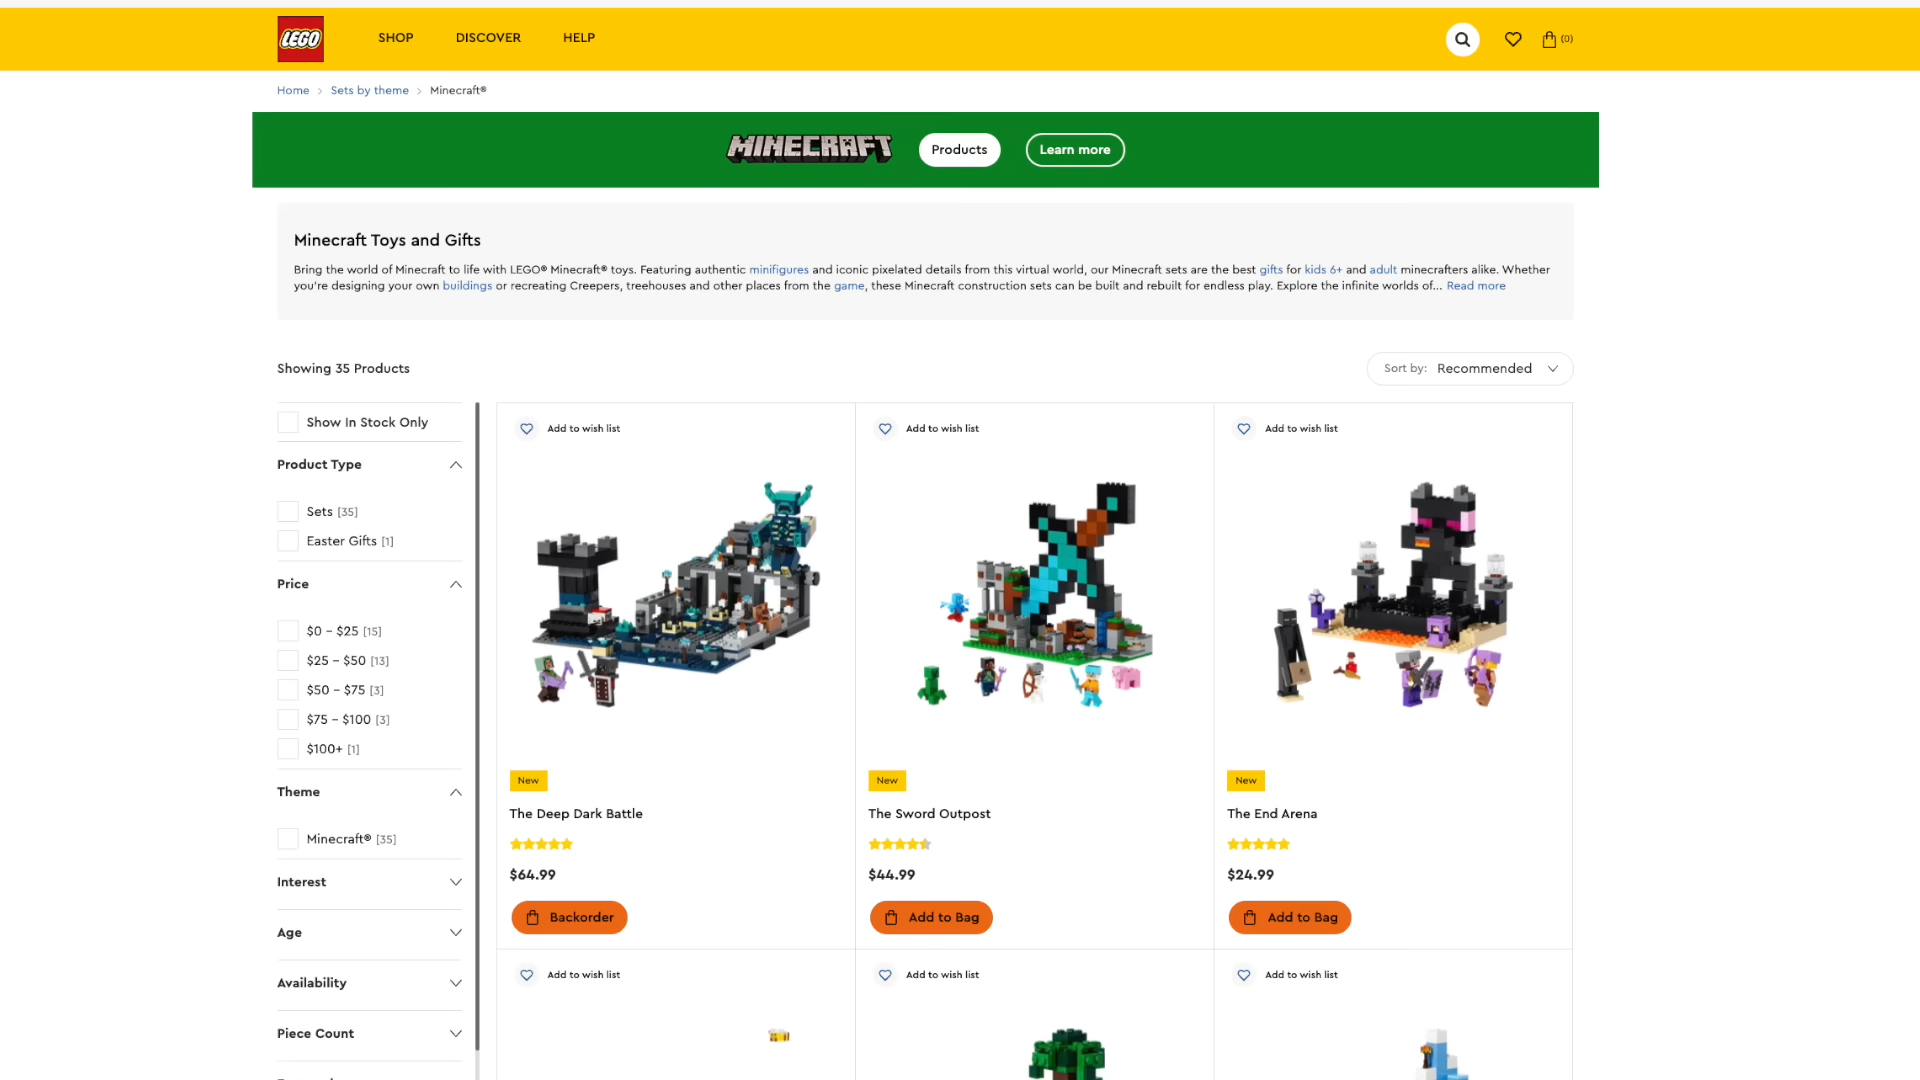 LEGO
SHOP
DISCOVER
HELP
(0)
Home > Sets by theme > Minecraft®
MINECRAFT
Products
Learn more
Minecraft Toys and Gifts
Bring the world of Minecraft to life with LEGO® Minecraft® toys. Featuring authentic minifigures and iconic pixelated details from this virtual world, our Minecraft sets are the best gifts for kids 6+ and adult minecrafters alike. Whether
you're designing your own buildings or recreating Creepers, treehouses and other places from the game, these Minecraft construction sets can be built and rebuilt for endless play. Explore the infinite worlds of... Read more
Showing 35 Products
Sort by: Recommended
Show In Stock Only
Product Type
Sets [35]
Easter Gifts [1]
Price
$0 - $25 [15]
$25 - $50 [13]
$50 - $75 [3]
$75 - $100 [3]
$100+ [1]
Theme
Minecraft® [35]
Interest
Age
Availability
Piece Count
Add to wish list
New
The Deep Dark Battle
$64.99
Backorder
Add to wish list
New
The Sword Outpost
$44.99
Add to Bag
Add to wish list
New
The End Arena
$24.99
Add to Bag
Add to wish list
Add to wish list
Add to wish list